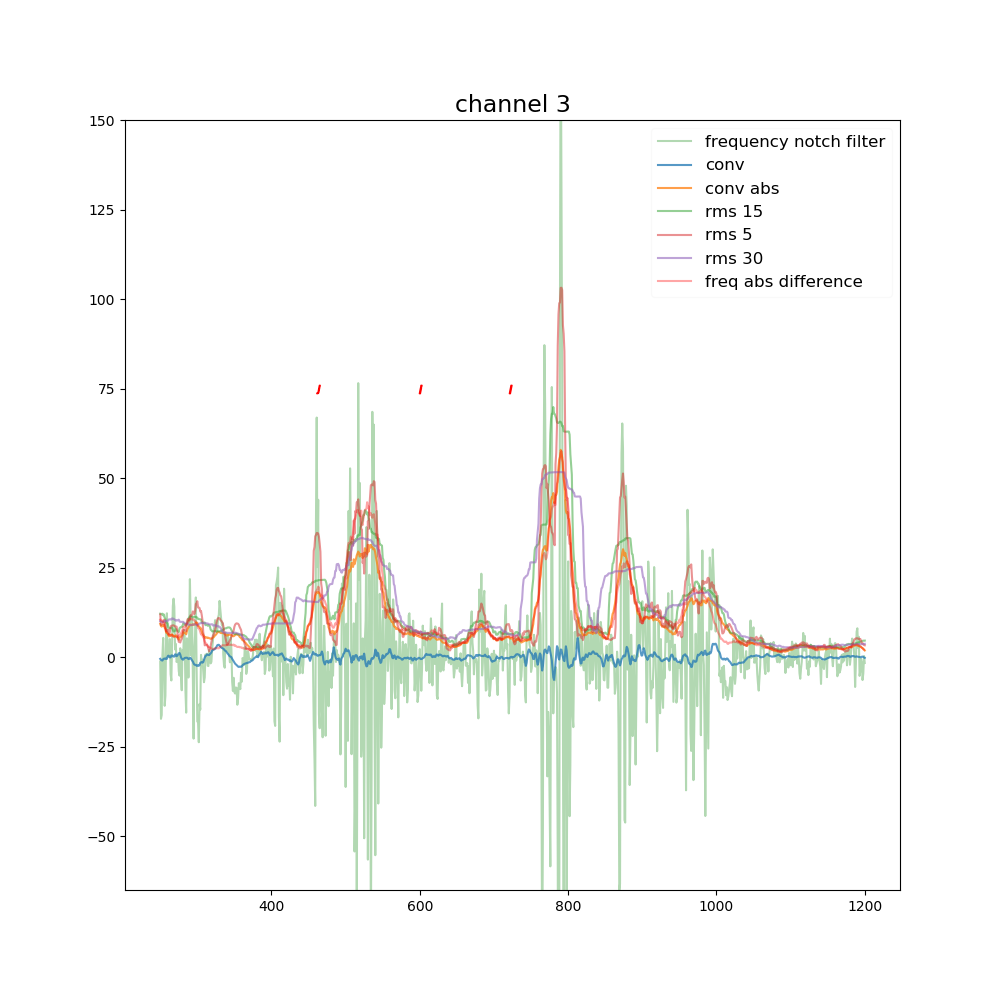 channel 3
150
125
100
75
50
25
0
−25
−50
400 600 800 1000 1200
frequency notch filter
conv
conv abs
rms 15
rms 5
rms 30
freq abs difference